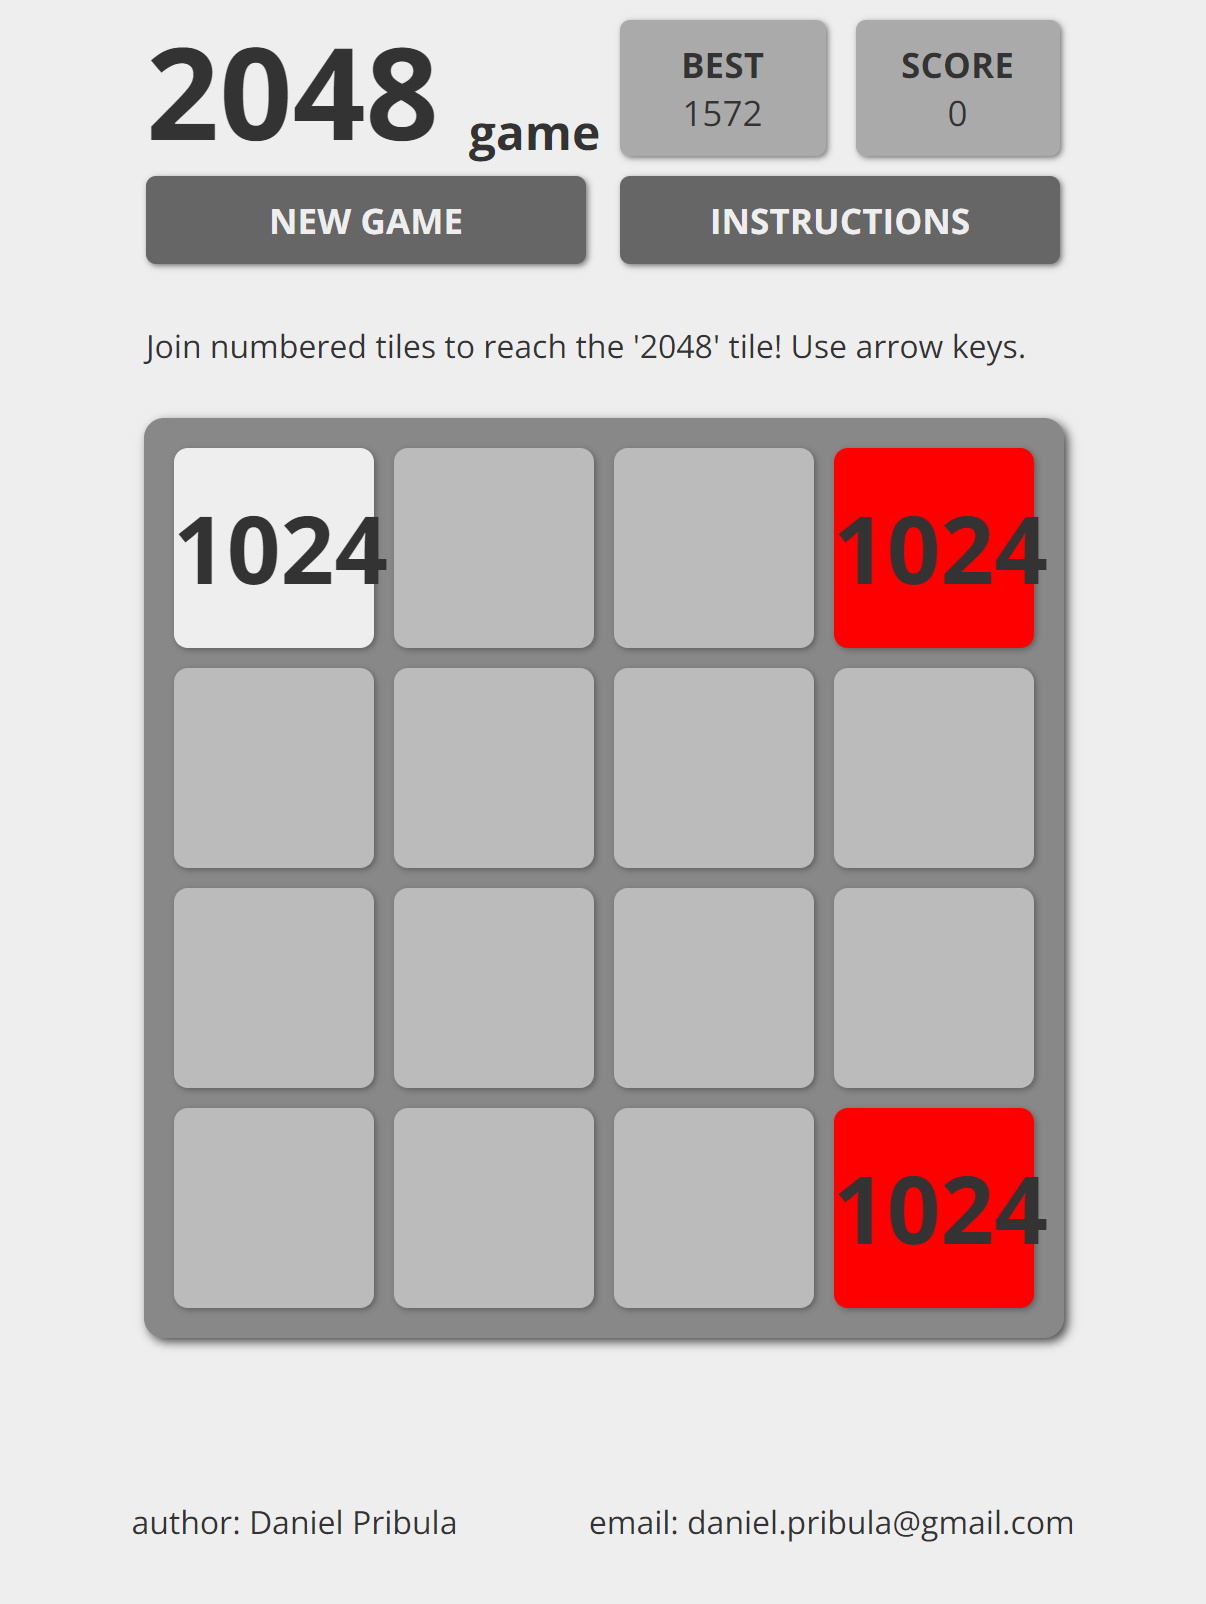 2048 game
BEST
1572
SCORE
0
NEW GAME
INSTRUCTIONS
Join numbered tiles to reach the '2048' tile! Use arrow keys.
1024
1024
1024
author: Daniel Pribula
email: daniel.pribula@gmail.com